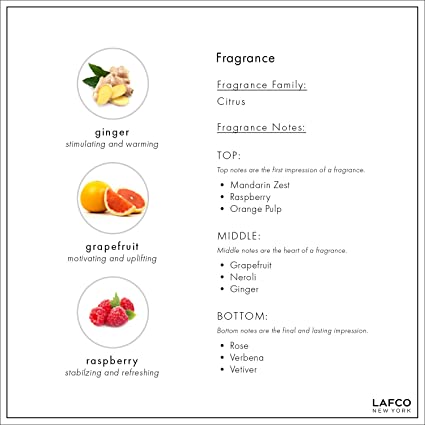 ginger
stimulating and warming
grapefruit
motivating and uplifting
raspberry
stabilzing and refreshing
Fragrance
Fragrance Family:
Citrus
Fragrance Notes:
TOP:
Top notes are the first impression of a fragrance.
• Mandarin Zest
• Raspberry
• Orange Pulp
MIDDLE:
Middle notes are the heart of a fragrance.
• Grapefruit
• Neroli
• Ginger
BOTTOM:
Bottom notes are the final and lasting impression.
• Rose
• Verbena
• Vetiver
LAFCO
NEW YORK